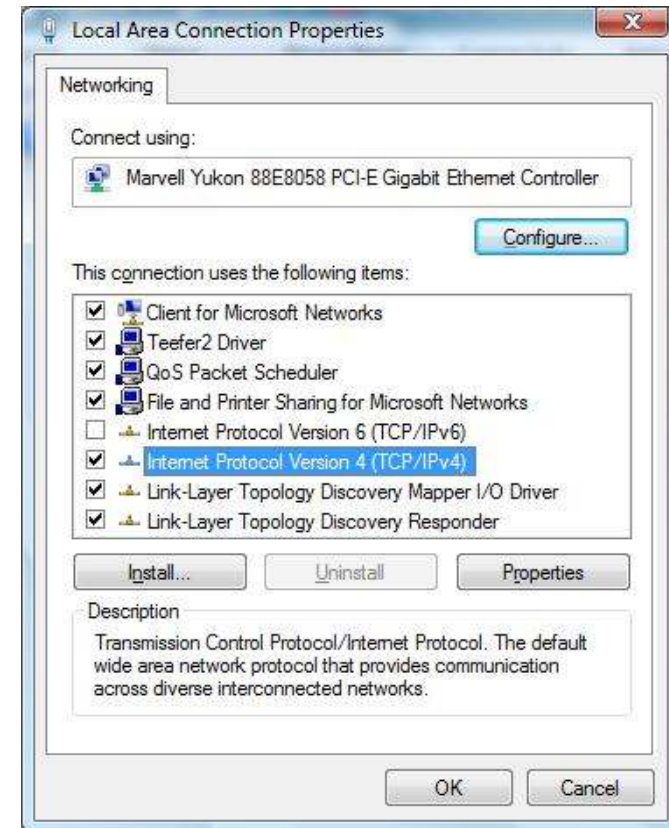 Local Area Connection Properties
Networking
Connect using:
Marvell Yukon 88E8058 PCI-E Gigabit Ethernet Controller
Configure...
This connection uses the following items:
Client for Microsoft Networks
Teefer2 Driver
QoS Packet Scheduler
File and Printer Sharing for Microsoft Networks
Internet Protocol Version 6 (TCP/IPv6)
Internet Protocol Version 4 (TCP/IPv4)
Link-Layer Topology Discovery Mapper I/O Driver
Link-Layer Topology Discovery Responder
Install... Uninstall Properties
Description
Transmission Control Protocol/Internet Protocol. The default
wide area network protocol that provides communication
across diverse interconnected networks.
OK Cancel